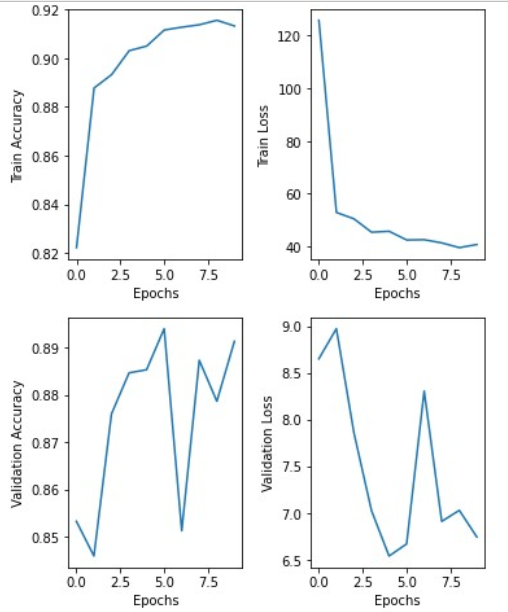 Train Accuracy
0.92
0.90
0.88
0.86
0.84
0.82
0.0 2.5 5.0 7.5
Epochs
Train Loss
120
100
80
60
40
0.0 2.5 5.0 7.5
Epochs
Validation Accuracy
0.89
0.88
0.87
0.86
0.85
0.0 2.5 5.0 7.5
Epochs
Validation Loss
9.0
8.5
8.0
7.5
7.0
6.5
0.0 2.5 5.0 7.5
Epochs